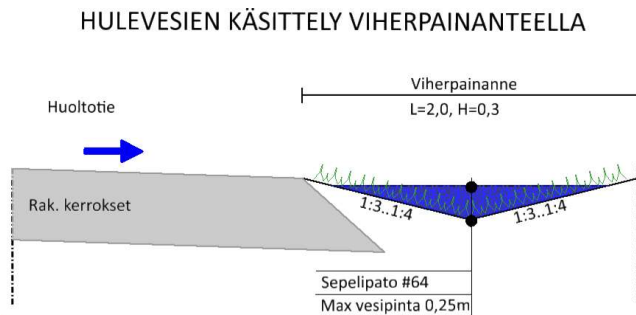 HULEVESIEN KÄSITTELY VIHERPAINANTEELLA
Viherpainanne
L=2,0, H=0,3
Huoltotie
Rak. kerrokset
1:3..1:4
1:3..1:4
Sepelipato #64
Max vesipinta 0,25m